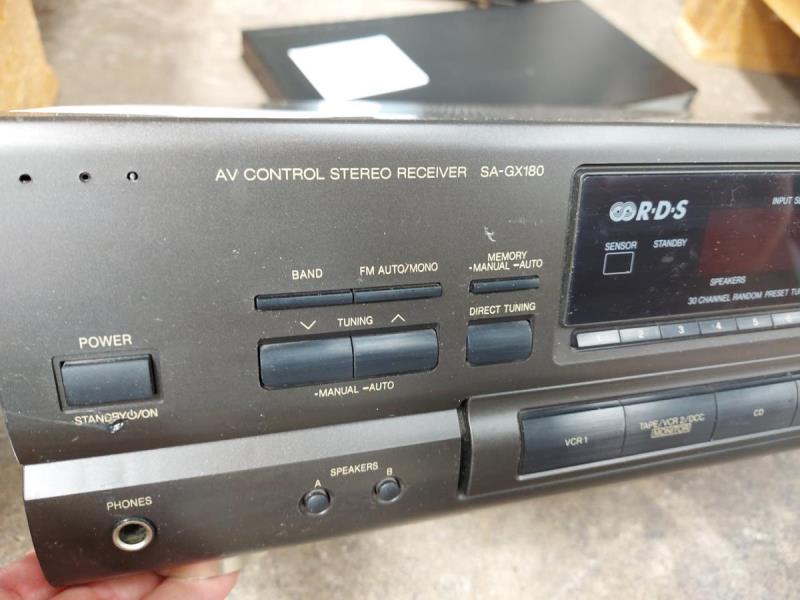 AV CONTROL STEREO RECEIVER SA-GX180
R·D·S
INPUT
SENSOR
STANDBY
SPEAKERS
30 CHANNEL RANDOM PRESET
1 2 3 4 5 6
BAND
FM AUTO/MONO
MEMORY
-MANUAL –AUTO
TUNING
DIRECT TUNING
-MANUAL –AUTO
POWER
STANDBY⏻/ON
VCR 1
TAPE/VCR 2/DCC
MONITOR
CD
SPEAKERS
A
B
PHONES